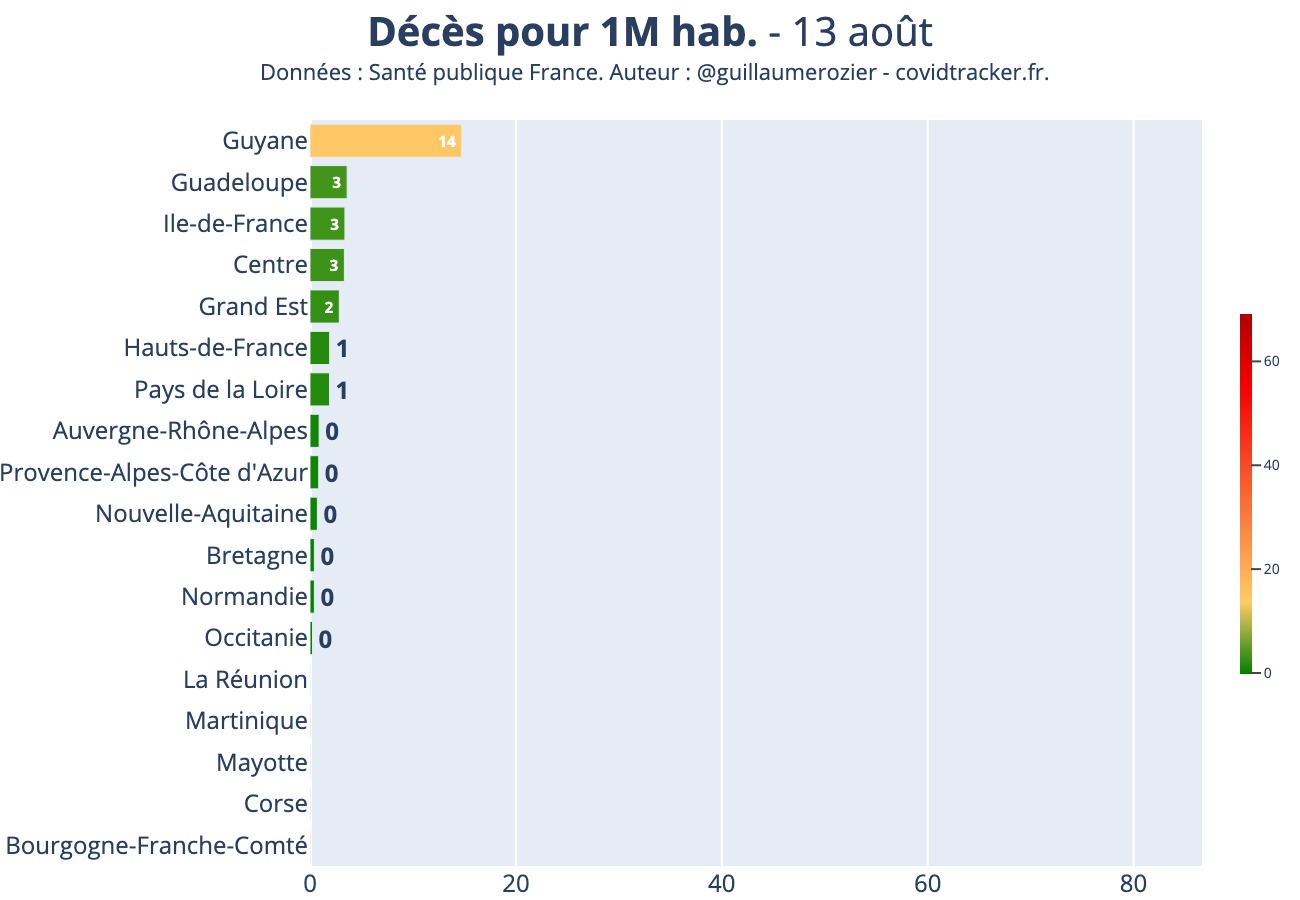 Décès pour 1M hab. - 13 août
Données : Santé publique France. Auteur : @guillaumerozier - covidtracker.fr.
Guyane 14
Guadeloupe 3
Ile-de-France 3
Centre 3
Grand Est 2
Hauts-de-France 1
Pays de la Loire 1
Auvergne-Rhône-Alpes 0
Provence-Alpes-Côte d'Azur 0
Nouvelle-Aquitaine 0
Bretagne 0
Normandie 0
Occitanie 0
La Réunion
Martinique
Mayotte
Corse
Bourgogne-Franche-Comté
0 20 40 60 80
60
40
20
0